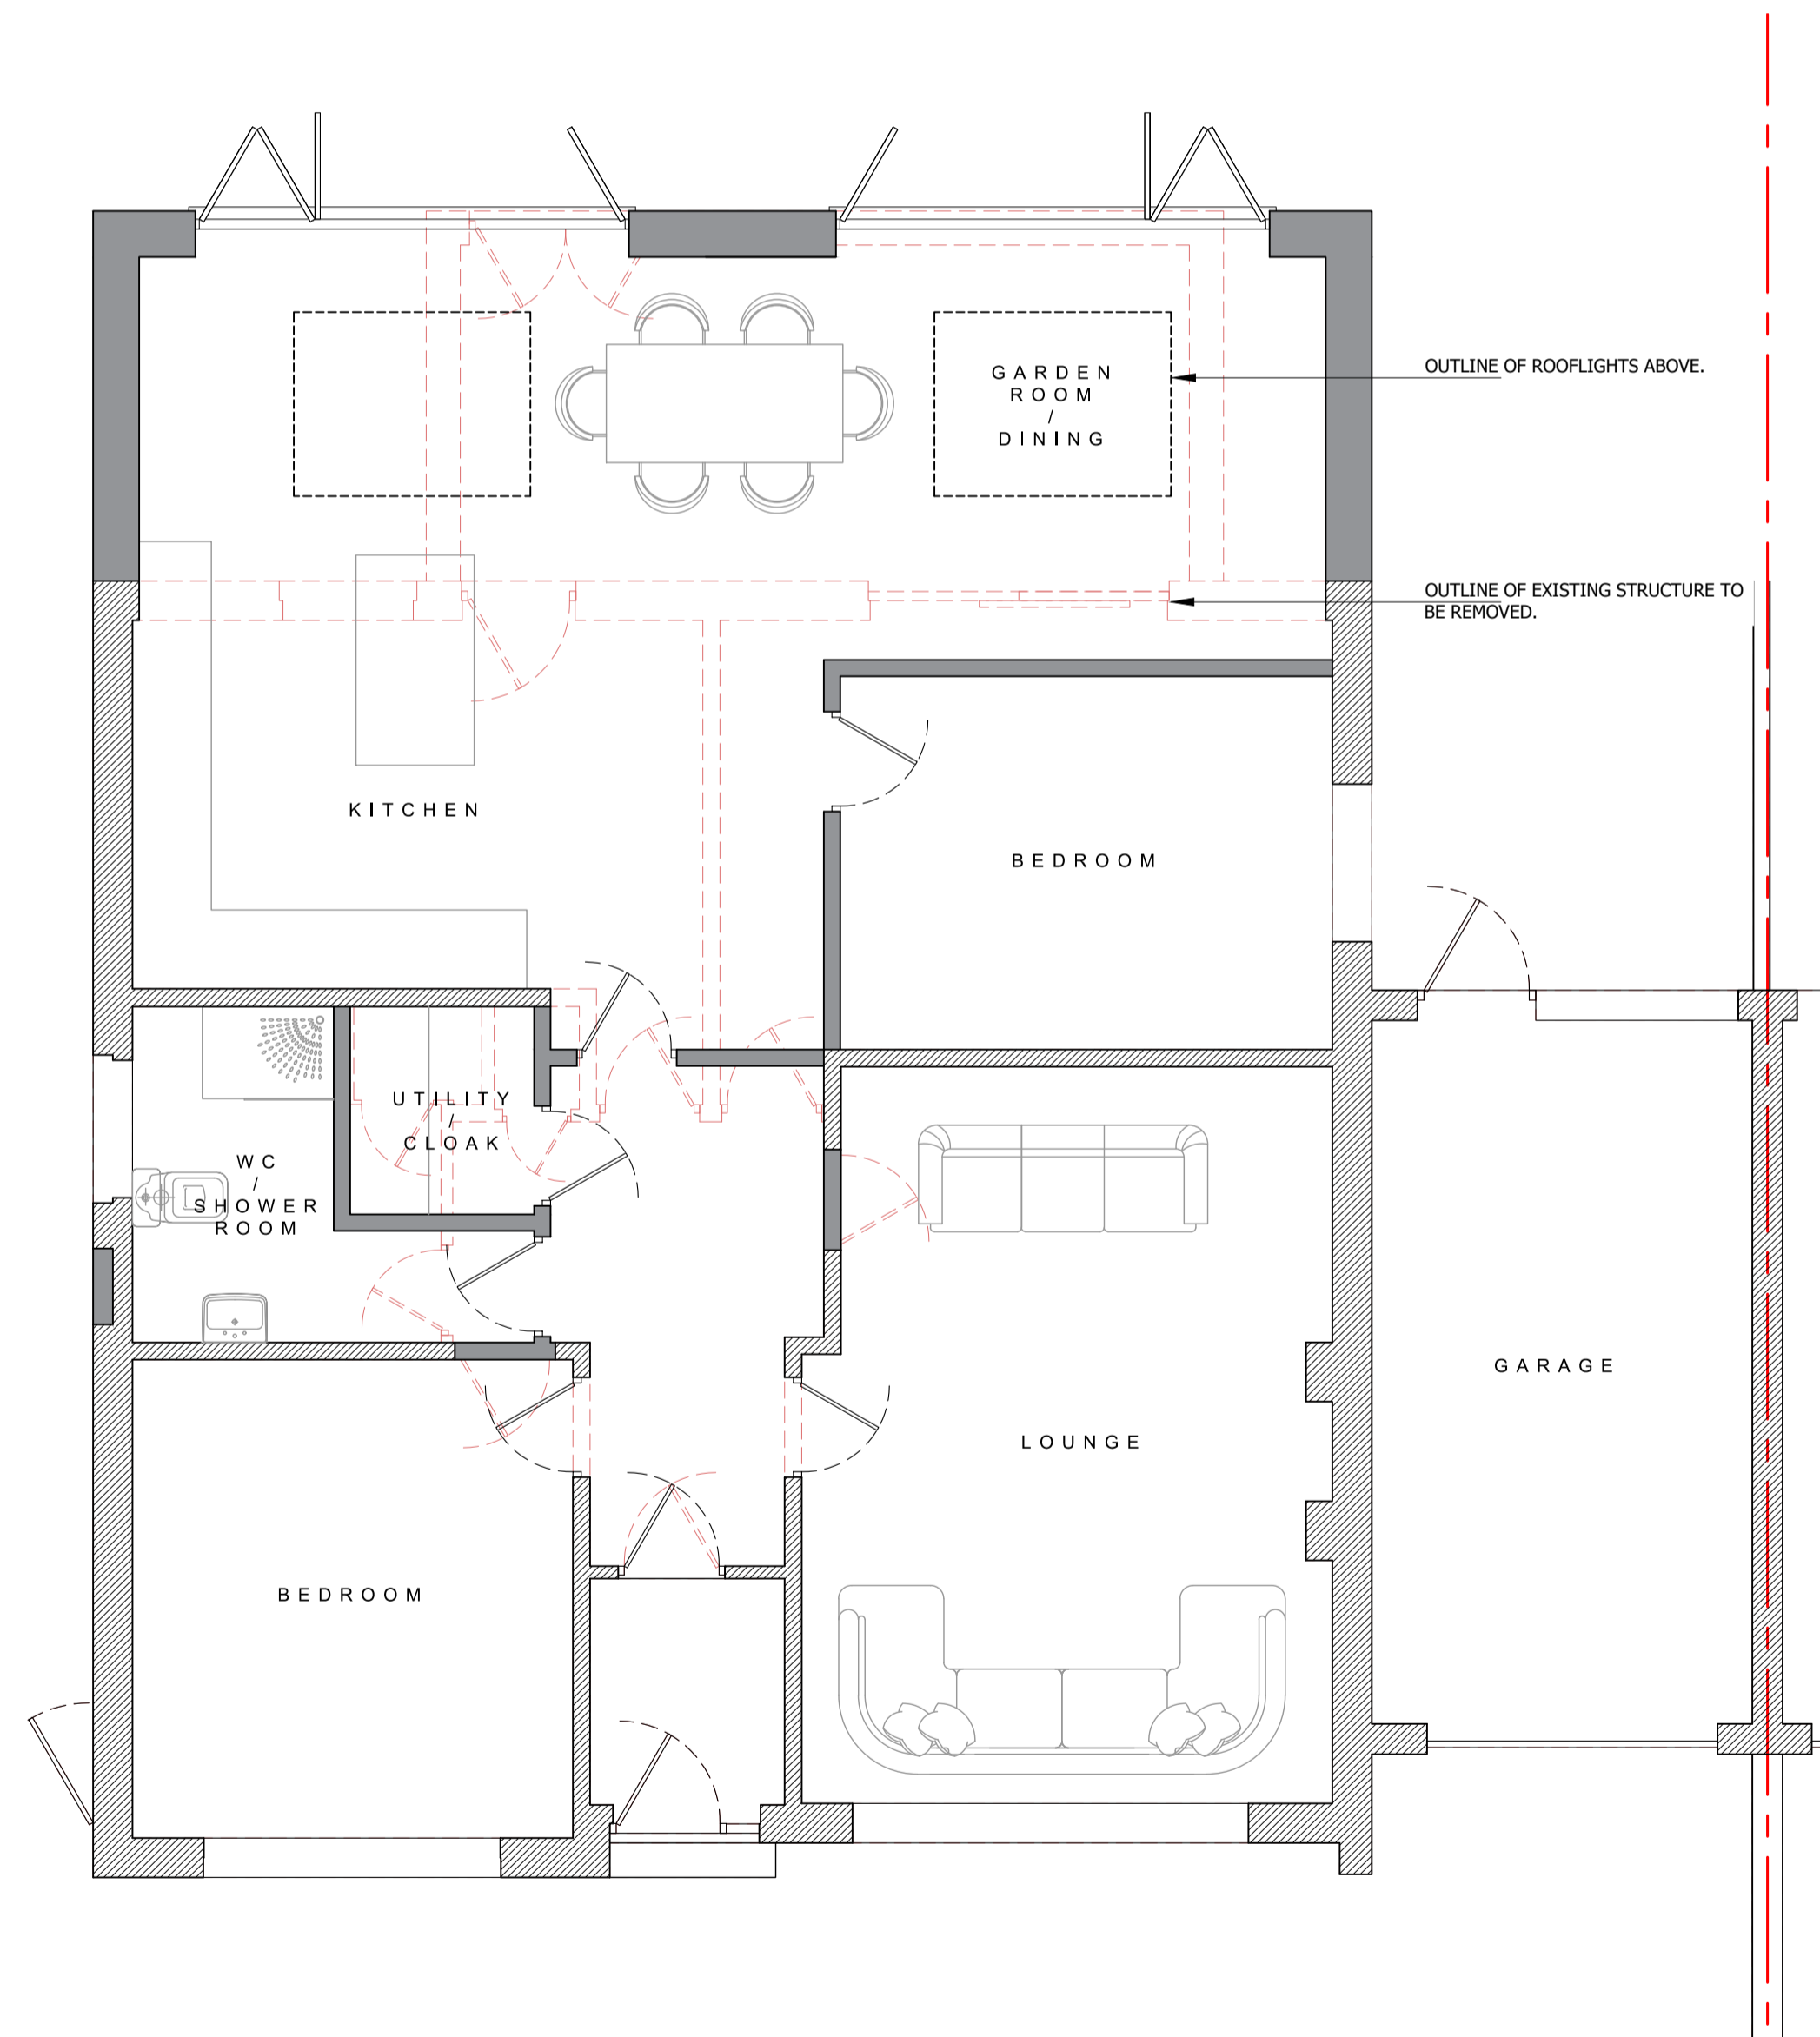 GARDEN
ROOM
/
DINING
OUTLINE OF ROOFLIGHTS ABOVE.
OUTLINE OF EXISTING STRUCTURE TO
BE REMOVED.
KITCHEN
BEDROOM
UTILITY
/
CLOAK
WC
/
SHOWER
ROOM
GARAGE
LOUNGE
BEDROOM